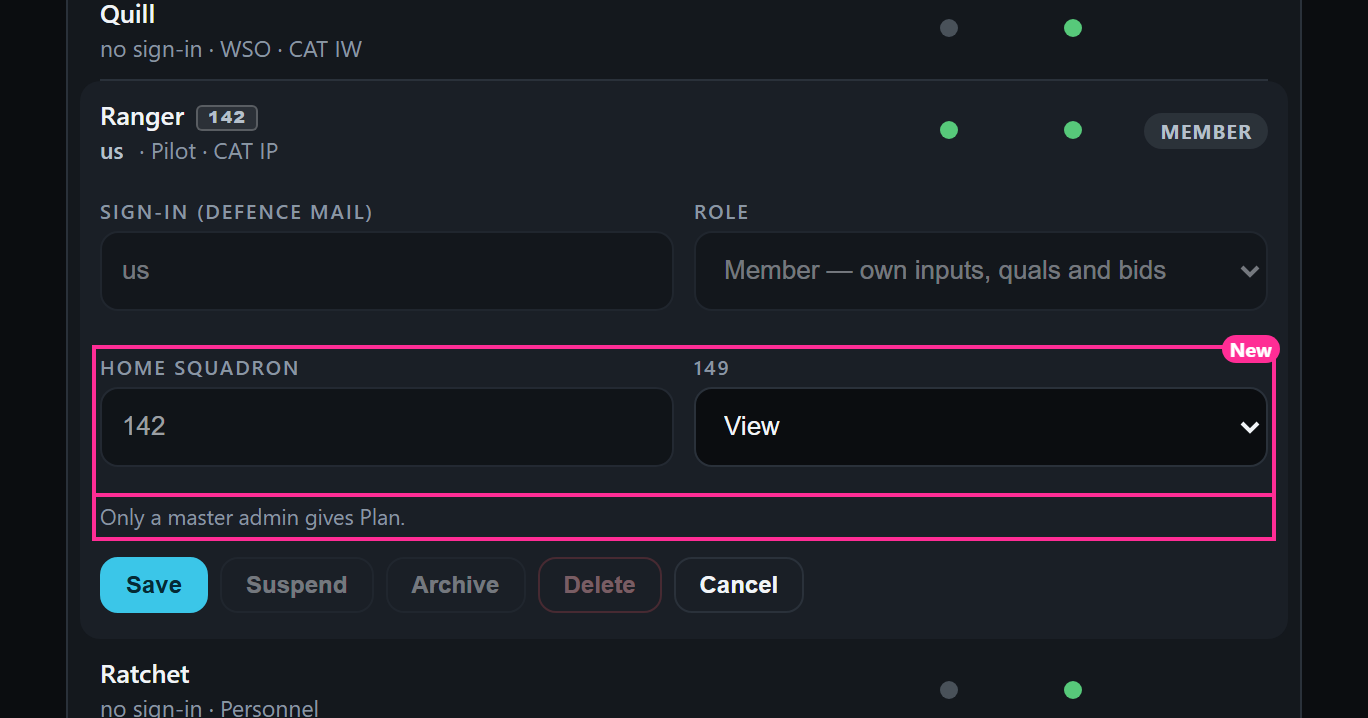 Quill
no sign-in · WSO · CAT IW
Ranger 142
us · Pilot · CAT IP
MEMBER
SIGN-IN (DEFENCE MAIL)
us
ROLE
Member — own inputs, quals and bids
New
HOME SQUADRON
142
149
View
Only a master admin gives Plan.
Save Suspend Archive Delete Cancel
Ratchet
no sign-in · Personnel